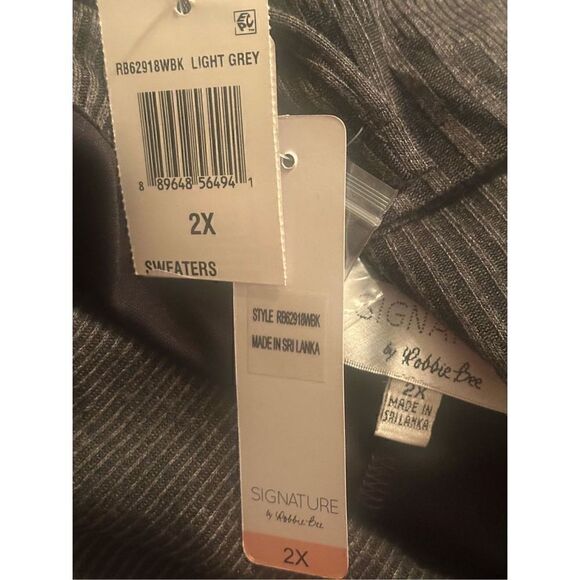 RB62918WBK LIGHT GREY
8 89648 56494 1
2X
SWEATERS
STYLE RB62918WBK
MADE IN SRI LANKA
SIGNATURE
by Robbie Bee
2X
SIGNA
by Robbie Bee
2X
MADE IN
SRI LANKA